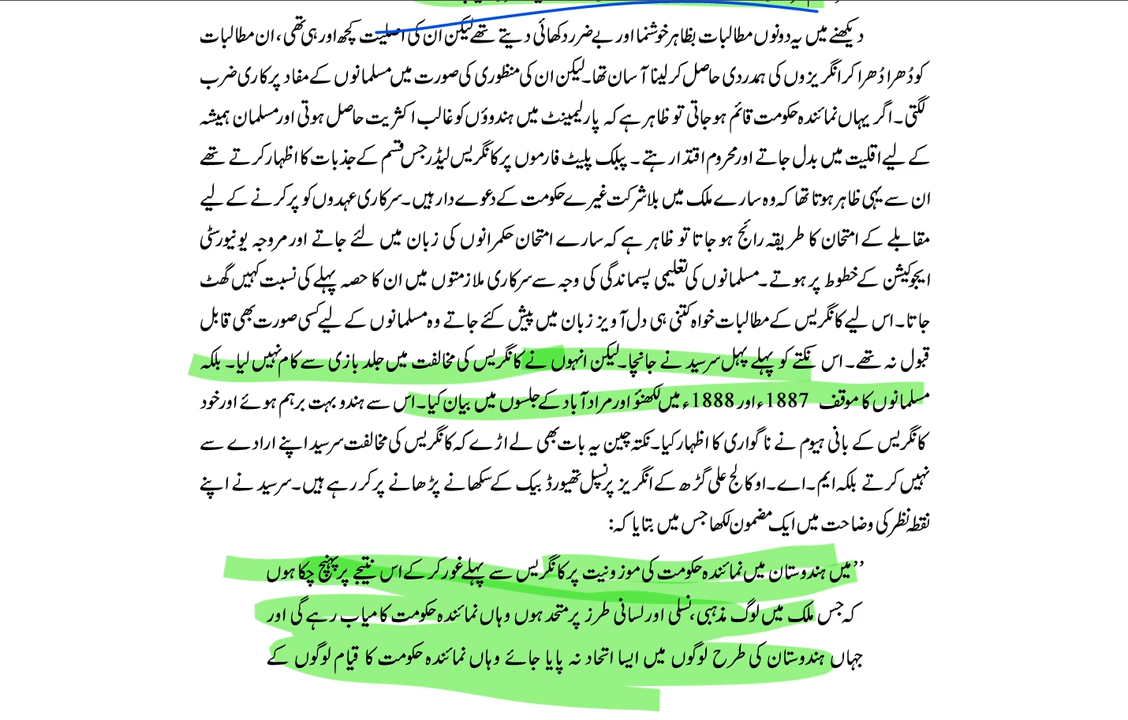 دیکھنے میں یہ دونوں مطالبات بظاہر خوشنما اور بے ضرر دکھائی دیتے تھے لیکن اُن کی اصلیت کچھ اور ہی تھی، ان مطالبات
کو دُھرا دُھرا کر انگریزوں کی ہمدردی حاصل کر لینا آسان تھا۔ لیکن ان کی منظوری کی صورت میں مسلمانوں کے مفاد پر کاری ضرب
لگتی۔ اگر یہاں نمائندہ حکومت قائم ہو جاتی تو ظاہر ہے کہ پارلیمینٹ میں ہندوؤں کو غالب اکثریت حاصل ہوتی اور مسلمان ہمیشہ
کے لیے اقلیت میں بدل جاتے اور محروم اقتدار رہتے۔ پبلک پلیٹ فارموں پر کانگریس لیڈر جس قسم کے جذبات کا اظہار کرتے تھے
ان سے یہی ظاہر ہوتا تھا کہ وہ سارے ملک میں بلا شرکت غیرے حکومت کے دعوے دار ہیں۔ سرکاری عہدوں کو پر کرنے کے لیے
مقابلے کے امتحان کا طریقہ رائج ہو جاتا تو ظاہر ہے کہ سارے امتحان حکمرانوں کی زبان میں لئے جاتے اور مروجہ یونیورسٹی
ایجوکیشن کے خطوط پر ہوتے۔ مسلمانوں کی تعلیمی پسماندگی کی وجہ سے سرکاری ملازمتوں میں ان کا حصہ پہلے کی نسبت کہیں گھٹ
جاتا۔ اس لیے کانگریس کے مطالبات خواہ کتنی ہی دل آویز زبان میں پیش کئے جاتے وہ مسلمانوں کے لیے کسی صورت بھی قابل
قبول نہ تھے۔ اس نکتے کو پہلے پہل سرسید نے جانچا۔ لیکن انہوں نے کانگریس کی مخالفت میں جلد بازی سے کام نہیں لیا۔ بلکہ
مسلمانوں کا موقف 1887ء اور 1888ء میں لکھنؤ اور مراد آباد کے جلسوں میں بیان کیا۔ اس سے ہندو بہت برہم ہوئے اور خود
کانگریس کے بانی ہیوم نے ناگواری کا اظہار کیا۔ نکتہ چین یہ بات بھی لے اڑے کہ کانگریس کی مخالفت سرسید اپنے ارادے سے
نہیں کرتے بلکہ ایم۔اے۔او کالج علی گڑھ کے انگریز پرنسپل تھیورڈ بیک کے سکھانے پڑھانے پر کر رہے ہیں۔ سرسید نے اپنے
نقطہ نظر کی وضاحت میں ایک مضمون لکھا جس میں بتایا کہ:
’’میں ہندوستان میں نمائندہ حکومت کی موزونیت پر کانگریس سے پہلے غور کر کے اس نتیجے پر پہنچ چکا ہوں
کہ جس ملک میں لوگ مذہبی، نسلی اور لسانی طرز پر متحد ہوں وہاں نمائندہ حکومت کامیاب رہے گی اور
جہاں ہندوستان کی طرح لوگوں میں ایسا اتحاد نہ پایا جائے وہاں نمائندہ حکومت کا قیام لوگوں کے